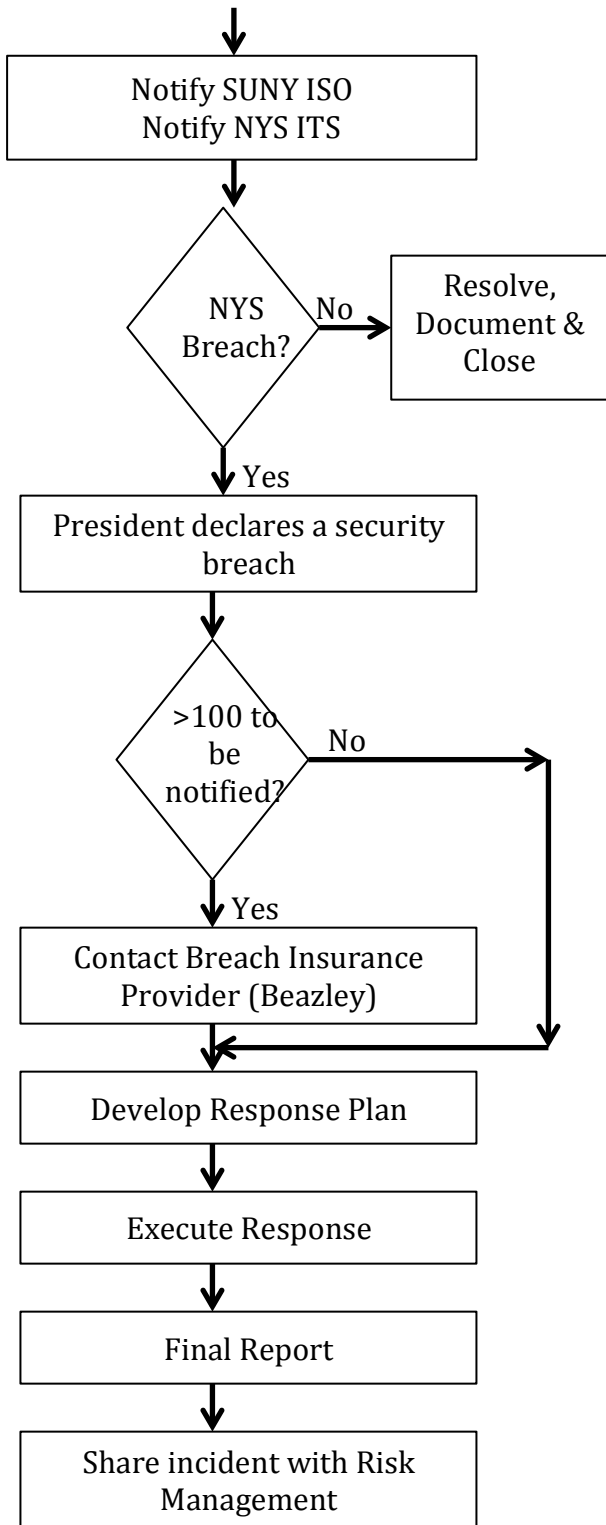 Notify SUNY ISO
Notify NYS ITS
NYS
Breach?
No
Resolve,
Document &
Close
Yes
President declares a security
breach
>100 to
be
notified?
No
Yes
Contact Breach Insurance
Provider (Beazley)
Develop Response Plan
Execute Response
Final Report
Share incident with Risk
Management